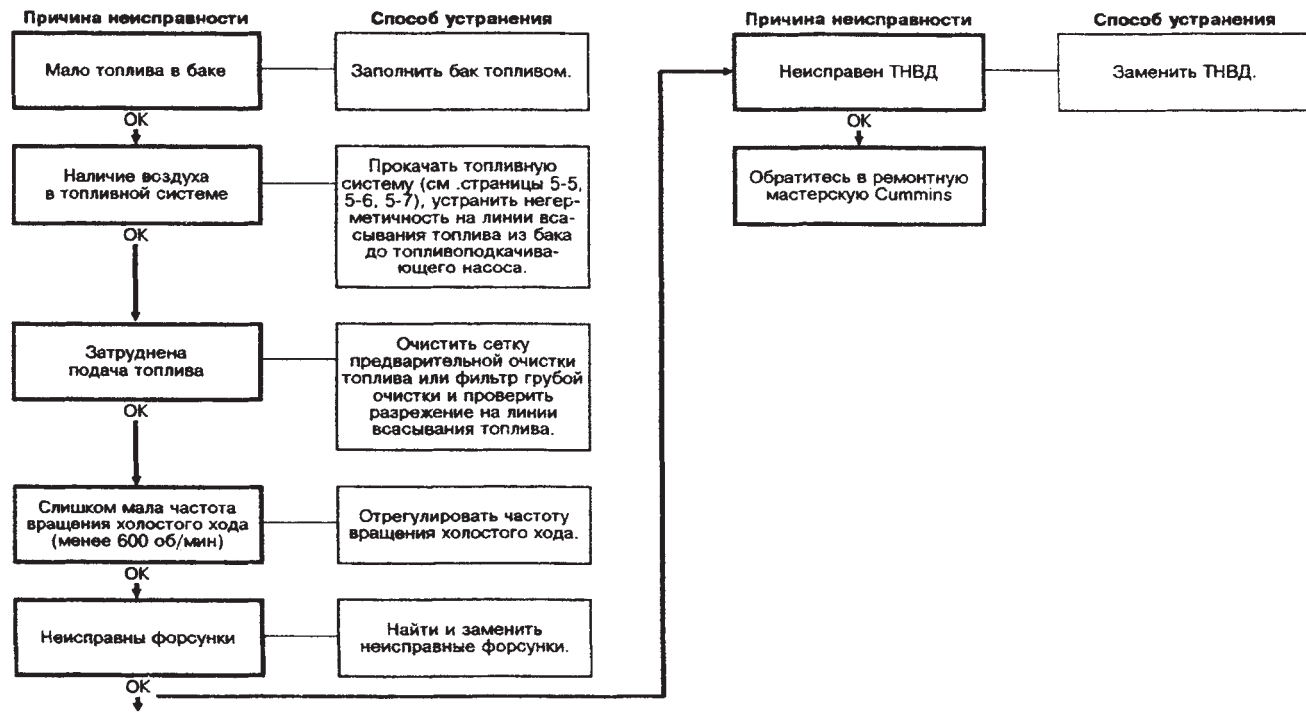 Причина неисправности
Способ устранения
Мало топлива в баке
Заполнить бак топливом.
OK
Наличие воздуха
в топливной системе
Прокачать топливную
систему (см .страницы 5-5,
5-6, 5-7), устранить негер-
метичность на линии вса-
сывания топлива из бака
до топливоподкачива-
ющего насоса.
OK
Затруднена
подача топлива
Очистить сетку
предварительной очистки
топлива или фильтр грубой
очистки и проверить
разрежение на линии
всасывания топлива.
OK
Слишком мала частота
вращения холостого хода
(менее 600 об/мин)
Отрегулировать частоту
вращения холостого хода.
OK
Неисправны форсунки
Найти и заменить
неисправные форсунки.
OK
Причина неисправности
Способ устранения
Неисправен ТНВД
Заменить ТНВД.
OK
Обратитесь в ремонтную
мастерскую Cummins